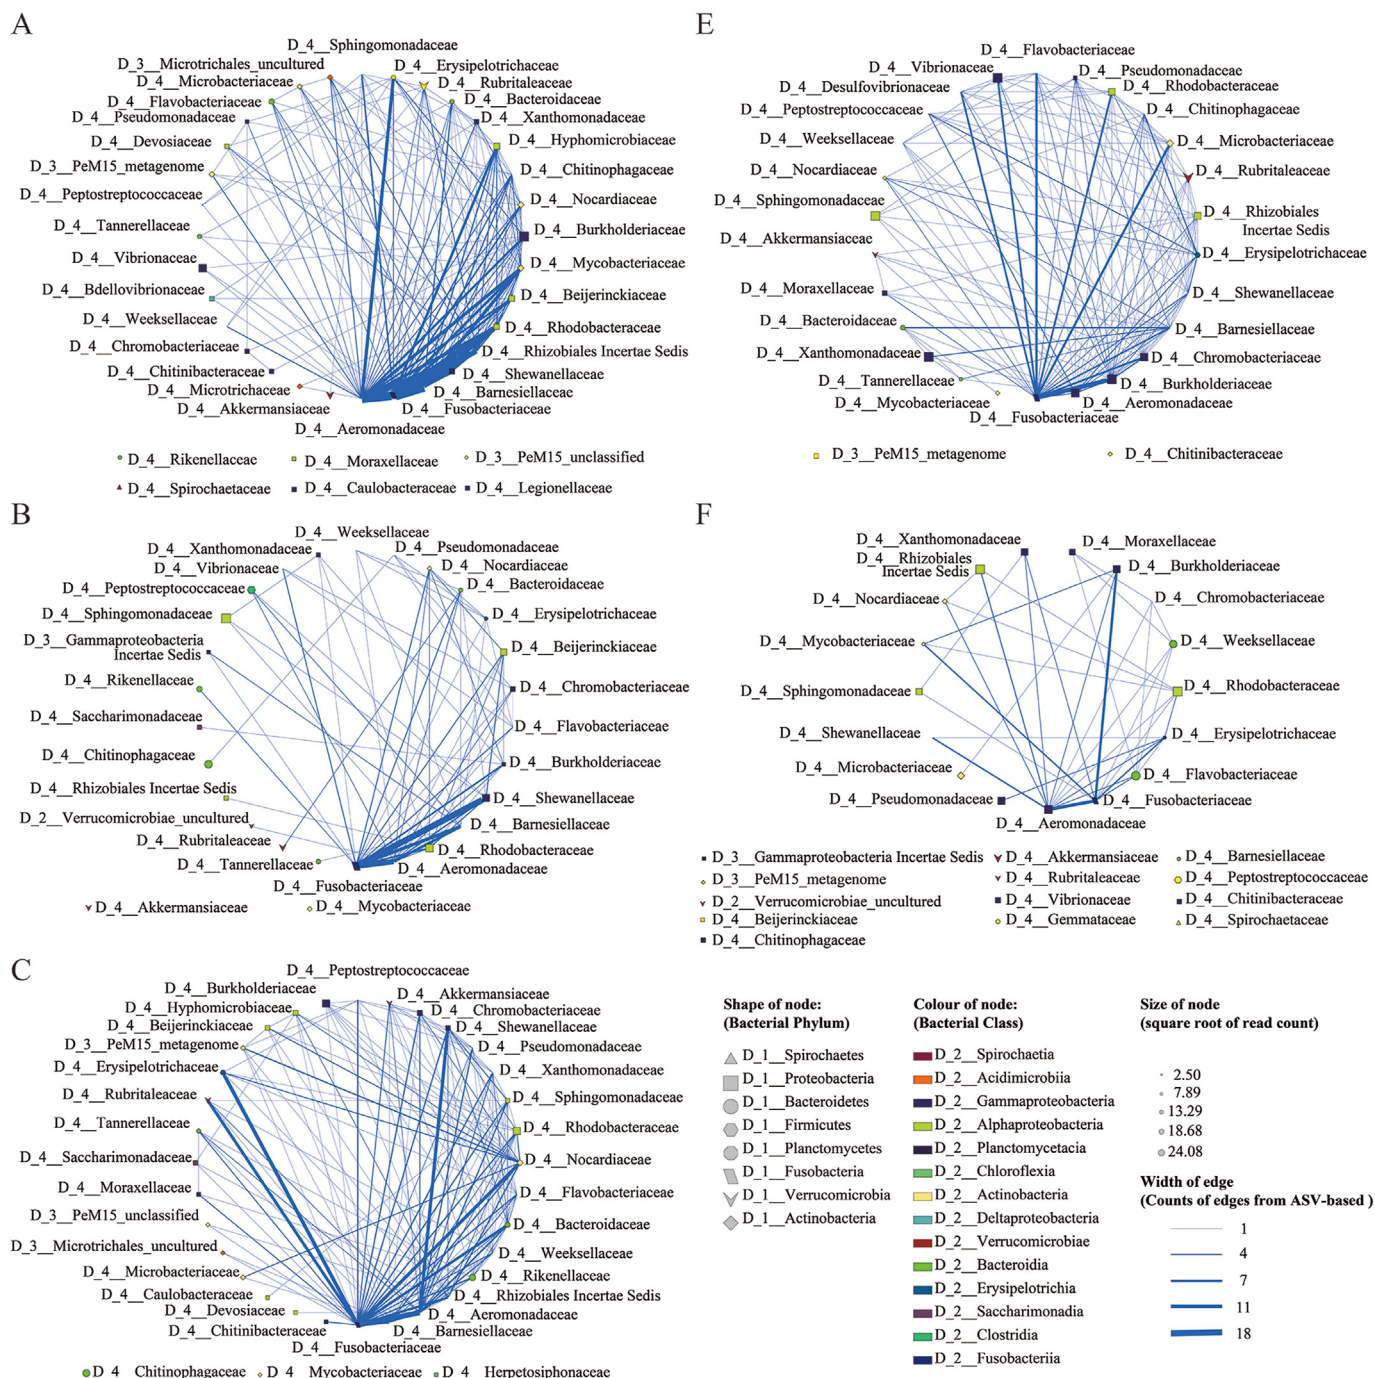 A
D_4__Sphingomonadaceae
D_3__Microtrichales_uncultured
D_4__Erysipelotrichaceae
D_4__Microbacteriaceae
D_4__Rubritaleaceae
D_4__Flavobacteriaceae
D_4__Bacteroidaceae
D_4__Pseudomonadaceae
D_4__Xanthomonadaceae
D_4__Devosiaceae
D_4__Hyphomicrobiaceae
D_3__PeM15_metagenome
D_4__Chitinophagaceae
D_4__Peptostreptococcaceae
D_4__Nocardiaceae
D_4__Tannerellaceae
D_4__Burkholderiaceae
D_4__Vibrionaceae
D_4__Mycobacteriaceae
D_4__Bdellovibrionaceae
D_4__Beijerinckiaceae
D_4__Weeksellaceae
D_4__Rhodobacteraceae
D_4__Chromobacteriaceae
D_4__Rhizobiales Incertae Sedis
D_4__Chitinibacteraceae
D_4__Shewanellaceae
D_4__Microtrichaceae
D_4__Barnesiellaceae
D_4__Akkermansiaceae
D_4__Fusobacteriaceae
D_4__Aeromonadaceae
D_4__Rikenellaceae
D_4__Moraxellaceae
D_3__PeM15_unclassified
D_4__Spirochaetaceae
D_4__Caulobacteraceae
D_4__Legionellaceae
E
D_4__Flavobacteriaceae
D_4__Vibrionaceae
D_4__Pseudomonadaceae
D_4__Desulfovibrionaceae
D_4__Rhodobacteraceae
D_4__Peptostreptococcaceae
D_4__Chitinophagaceae
D_4__Weeksellaceae
D_4__Microbacteriaceae
D_4__Nocardiaceae
D_4__Rubritaleaceae
D_4__Sphingomonadaceae
D_4__Rhizobiales
Incertae Sedis
D_4__Akkermansiaceae
D_4__Erysipelotrichaceae
D_4__Moraxellaceae
D_4__Shewanellaceae
D_4__Bacteroidaceae
D_4__Barnesiellaceae
D_4__Xanthomonadaceae
D_4__Chromobacteriaceae
D_4__Tannerellaceae
D_4__Burkholderiaceae
D_4__Mycobacteriaceae
D_4__Aeromonadaceae
D_4__Fusobacteriaceae
D_3__PeM15_metagenome
D_4__Chitinibacteraceae
B
D_4__Weeksellaceae
D_4__Xanthomonadaceae
D_4__Pseudomonadaceae
D_4__Vibrionaceae
D_4__Nocardiaceae
D_4__Peptostreptococcaceae
D_4__Bacteroidaceae
D_4__Sphingomonadaceae
D_4__Erysipelotrichaceae
D_3__Gammaproteobacteria
Incertae Sedis
D_4__Beijerinckiaceae
D_4__Rikenellaceae
D_4__Chromobacteriaceae
D_4__Saccharimonadaceae
D_4__Flavobacteriaceae
D_4__Chitinophagaceae
D_4__Burkholderiaceae
D_4__Rhizobiales Incertae Sedis
D_4__Shewanellaceae
D_2__Verrucomicrobiae_uncultured
D_4__Barnesiellaceae
D_4__Rubritaleaceae
D_4__Rhodobacteraceae
D_4__Tannerellaceae
D_4__Aeromonadaceae
D_4__Fusobacteriaceae
D_4__Akkermansiaceae
D_4__Mycobacteriaceae
F
D_4__Xanthomonadaceae
D_4__Moraxellaceae
D_4__Rhizobiales
Incertae Sedis
D_4__Burkholderiaceae
D_4__Nocardiaceae
D_4__Chromobacteriaceae
D_4__Mycobacteriaceae
D_4__Weeksellaceae
D_4__Sphingomonadaceae
D_4__Rhodobacteraceae
D_4__Shewanellaceae
D_4__Erysipelotrichaceae
D_4__Microbacteriaceae
D_4__Flavobacteriaceae
D_4__Pseudomonadaceae
D_4__Fusobacteriaceae
D_4__Aeromonadaceae
D_3__Gammaproteobacteria Incertae Sedis
D_4__Akkermansiaceae
D_4__Barnesiellaceae
D_3__PeM15_metagenome
D_4__Rubritaleaceae
D_4__Peptostreptococcaceae
D_2__Verrucomicrobiae_uncultured
D_4__Vibrionaceae
D_4__Chitinibacteraceae
D_4__Beijerinckiaceae
D_4__Gemmataceae
D_4__Spirochaetaceae
D_4__Chitinophagaceae
C
D_4__Peptostreptococcaceae
D_4__Burkholderiaceae
D_4__Akkermansiaceae
D_4__Hyphomicrobiaceae
D_4__Chromobacteriaceae
D_4__Beijerinckiaceae
D_4__Shewanellaceae
D_3__PeM15_metagenome
D_4__Pseudomonadaceae
D_4__Erysipelotrichaceae
D_4__Xanthomonadaceae
D_4__Rubritaleaceae
D_4__Sphingomonadaceae
D_4__Tannerellaceae
D_4__Rhodobacteraceae
D_4__Saccharimonadaceae
D_4__Nocardiaceae
D_4__Moraxellaceae
D_4__Flavobacteriaceae
D_3__PeM15_unclassified
D_4__Bacteroidaceae
D_3__Microtrichales_uncultured
D_4__Weeksellaceae
D_4__Microbacteriaceae
D_4__Rikenellaceae
D_4__Caulobacteraceae
D_4__Rhizobiales Incertae Sedis
D_4__Devosiaceae
D_4__Aeromonadaceae
D_4__Chitinibacteraceae
D_4__Barnesiellaceae
D_4__Fusobacteriaceae
D_4__Chitinophagaceae
D_4__Mycobacteriaceae
D_4__Herpetosiphonaceae
Shape of node:
(Bacterial Phylum)
D_1__Spirochaetes
D_1__Proteobacteria
D_1__Bacteroidetes
D_1__Firmicutes
D_1__Planctomycetes
D_1__Fusobacteria
D_1__Verrucomicrobia
D_1__Actinobacteria
Colour of node:
(Bacterial Class)
D_2__Spirochaetia
D_2__Acidimicrobiia
D_2__Gammaproteobacteria
D_2__Alphaproteobacteria
D_2__Planctomycetacia
D_2__Chloroflexia
D_2__Actinobacteria
D_2__Deltaproteobacteria
D_2__Verrucomicrobiae
D_2__Bacteroidia
D_2__Erysipelotrichia
D_2__Saccharimonadia
D_2__Clostridia
D_2__Fusobacteriia
Size of node
(square root of read count)
2.50
7.89
13.29
18.68
24.08
Width of edge
(Counts of edges from ASV-based )
1
4
7
11
18